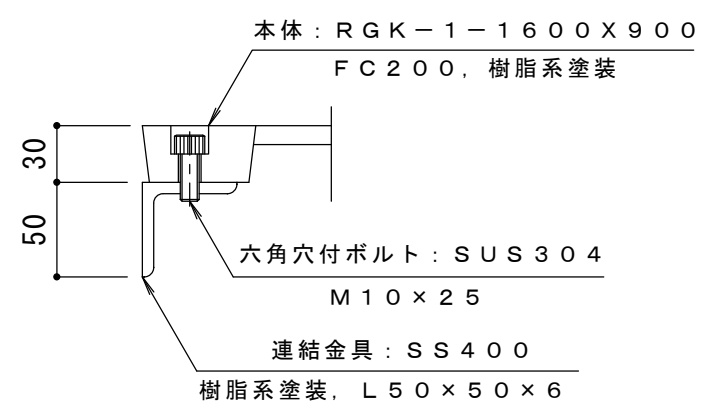 本体：ＲＧＫ－１－１６００Ｘ９００
ＦＣ２００，樹脂系塗装
30
50
六角穴付ボルト：ＳＵＳ３０４
Ｍ１０×２５
連結金具：ＳＳ４００
樹脂系塗装，Ｌ５０×５０×６